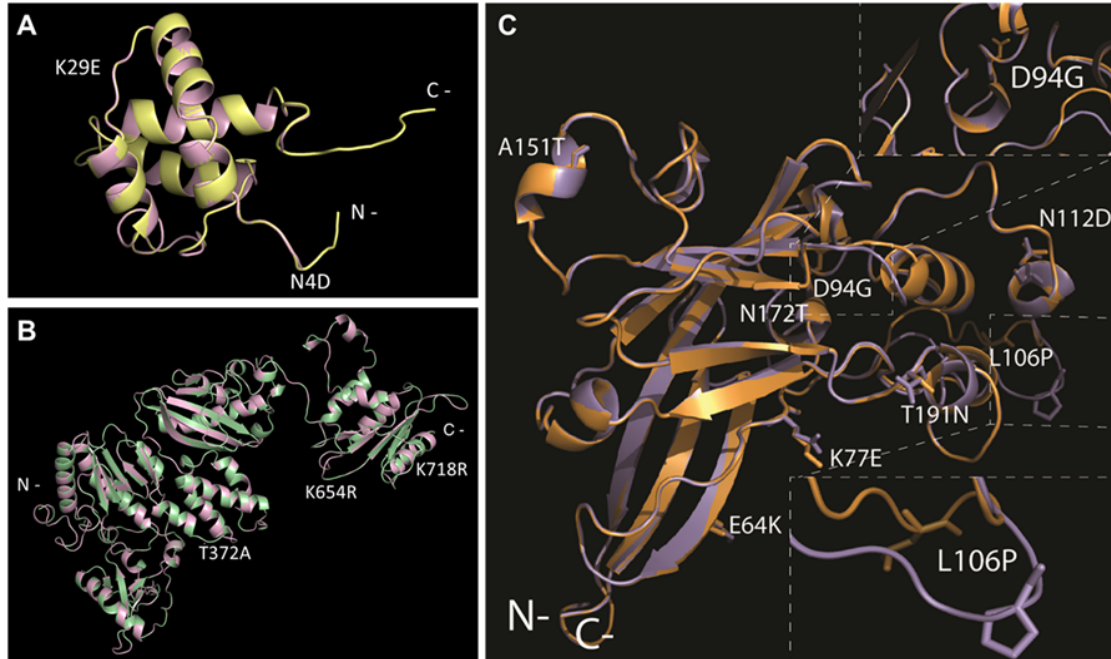 A
K29E
C -
N -
N4D
B
N -
C -
K718R
K654R
T372A
C
D94G
A151T
N112D
D94G
N172T
L106P
T191N
K77E
E64K
L106P
N-
C-